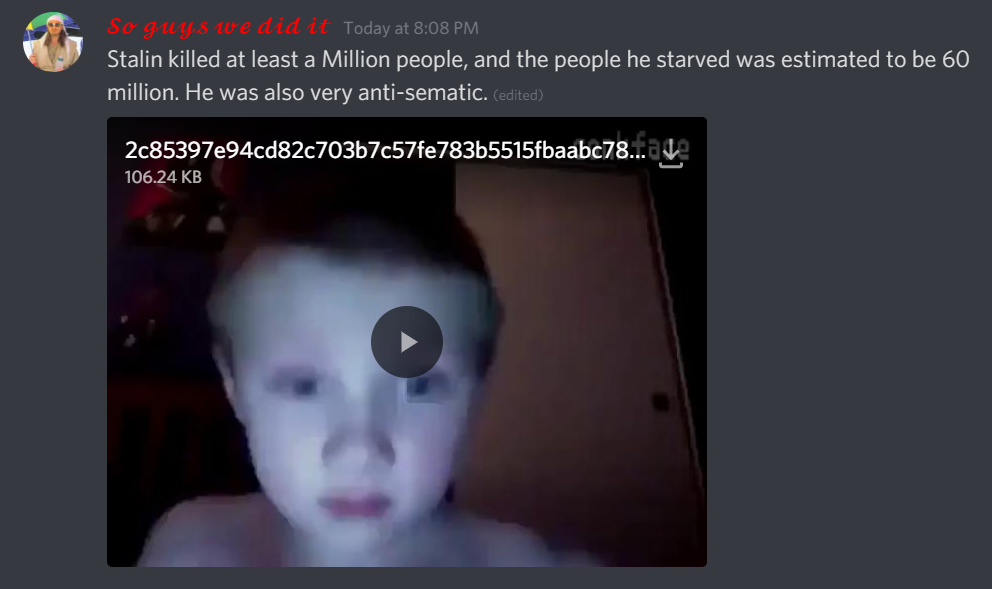 So guys we did it Today at 8:08 PM
Stalin killed at least a Million people, and the people he starved was estimated to be 60
million. He was also very anti-sematic. (edited)
2c85397e94cd82c703b7c57fe783b5515fbaabc78...
106.24 KB